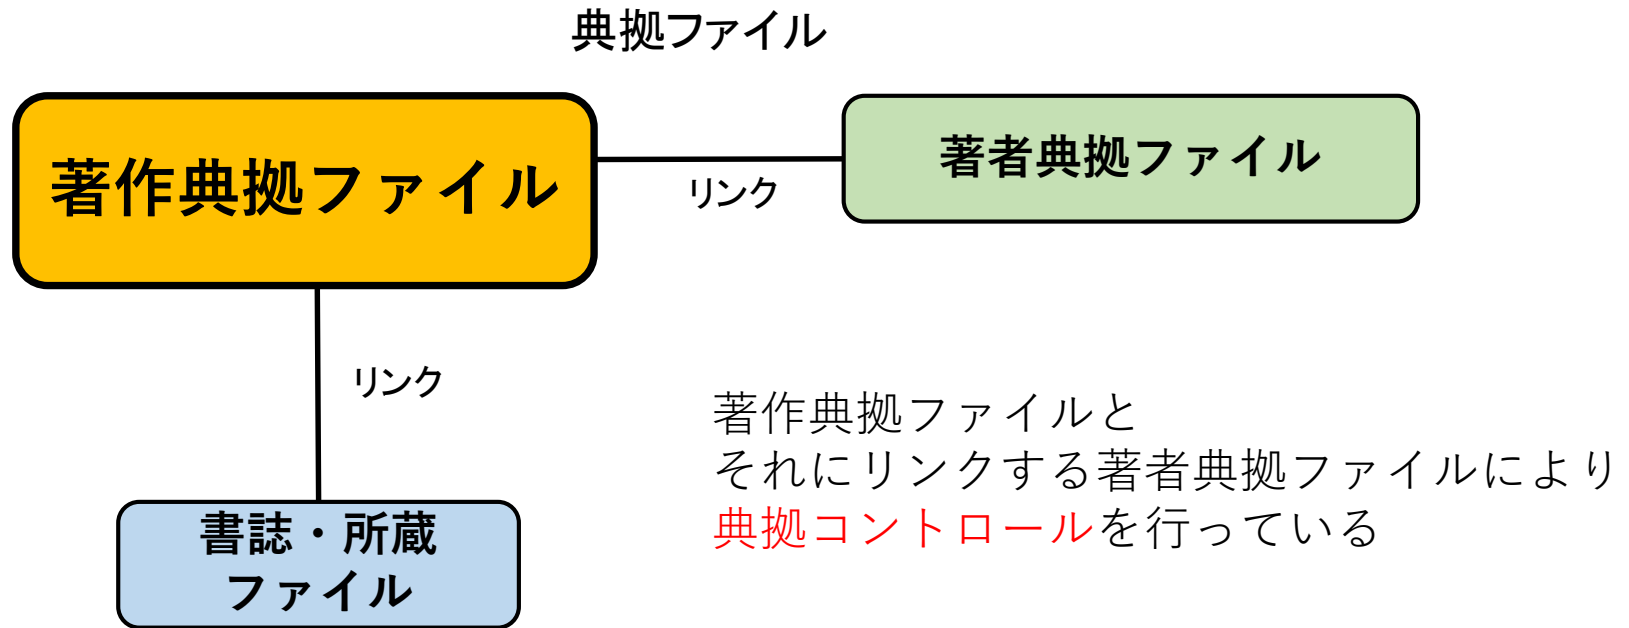 典拠ファイル
著作典拠ファイル
リンク
著者典拠ファイル
リンク
著作典拠ファイルと
それにリンクする著者典拠ファイルにより
典拠コントロールを行っている
書誌・所蔵
ファイル